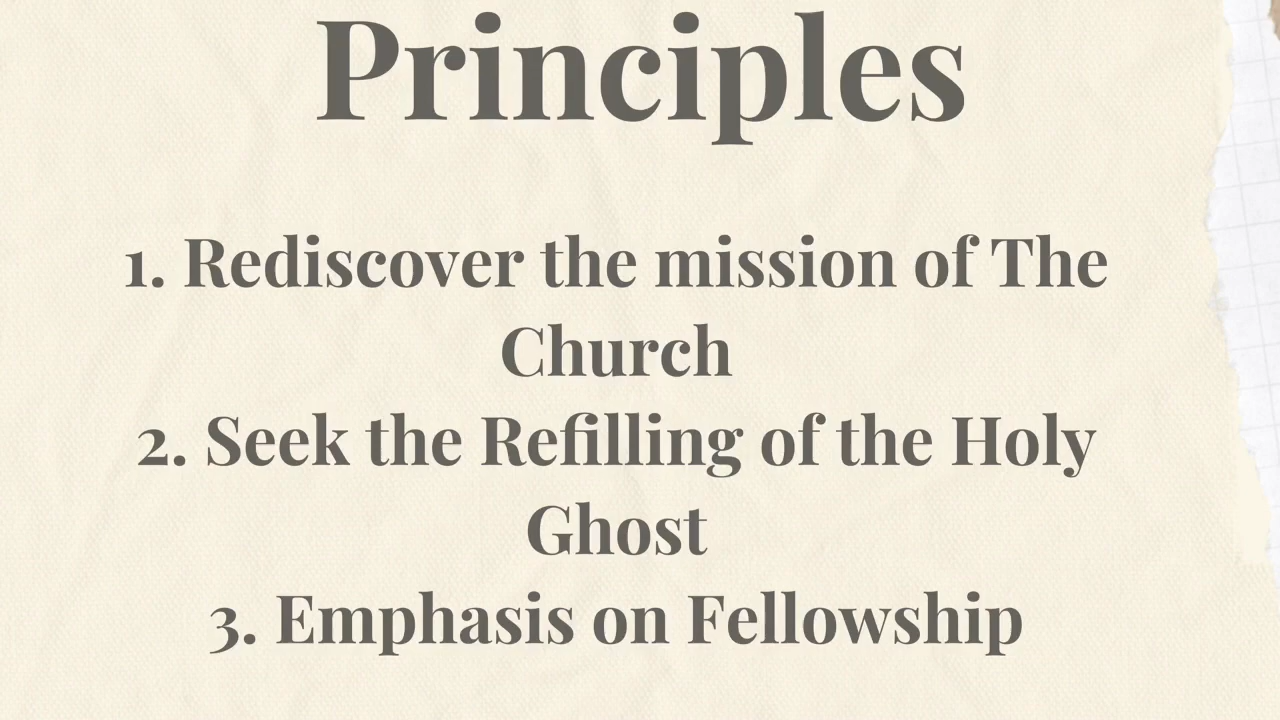 Principles
1. Rediscover the mission of The
Church
2. Seek the Refilling of the Holy
Ghost
3. Emphasis on Fellowship